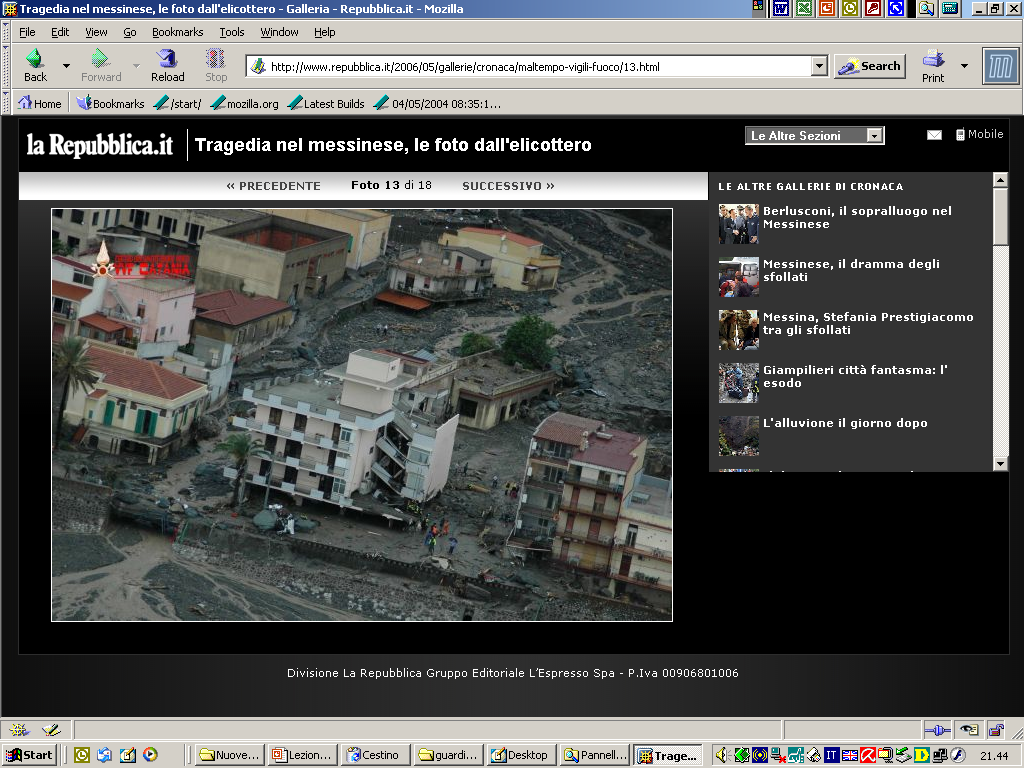 Tragedia nel messinese, le foto dall'elicottero - Galleria - Repubblica.it - Mozilla
File Edit View Go Bookmarks Tools Window Help
Back Forward Reload Stop
http://www.repubblica.it/2006/05/gallerie/cronaca/maltempo-vigili-fuoco/13.html
Search
Print
Home Bookmarks /start/ mozilla.org Latest Builds 04/05/2004 08:35:1...
la Repubblica.it
Tragedia nel messinese, le foto dall'elicottero
Le Altre Sezioni
Mobile
« PRECEDENTE Foto 13 di 18 SUCCESSIVO »
VVF CATANIA
LE ALTRE GALLERIE DI CRONACA
Berlusconi, il sopralluogo nel
Messinese
Messinese, il dramma degli
sfollati
Messina, Stefania Prestigiacomo
tra gli sfollati
Giampilieri città fantasma: l'
esodo
L'alluvione il giorno dopo
Divisione La Repubblica Gruppo Editoriale L'Espresso Spa - P.Iva 00906801006
Start Nuove... Lezion... Cestino guardi... Desktop Pannell... Trage... IT 21.44